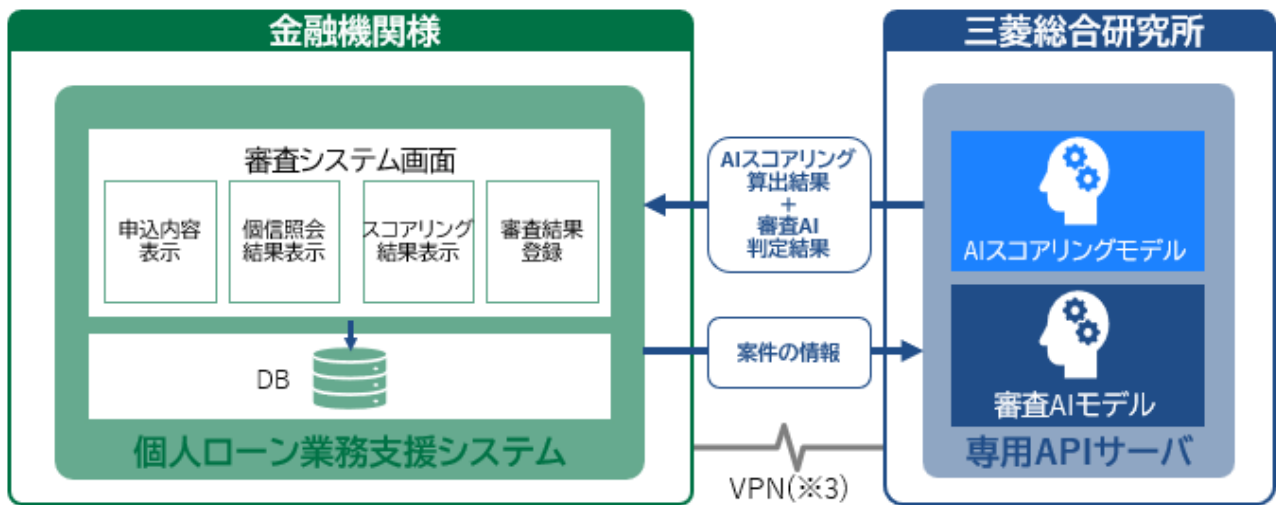 金融機関様
審査システム画面
申込内容
表示
個信照会
結果表示
スコアリング
結果表示
審査結果
登録
DB
個人ローン業務支援システム
AIスコアリング
算出結果
+
審査AI
判定結果
案件の情報
VPN(※3)
三菱総合研究所
AIスコアリングモデル
審査AIモデル
専用APIサーバ